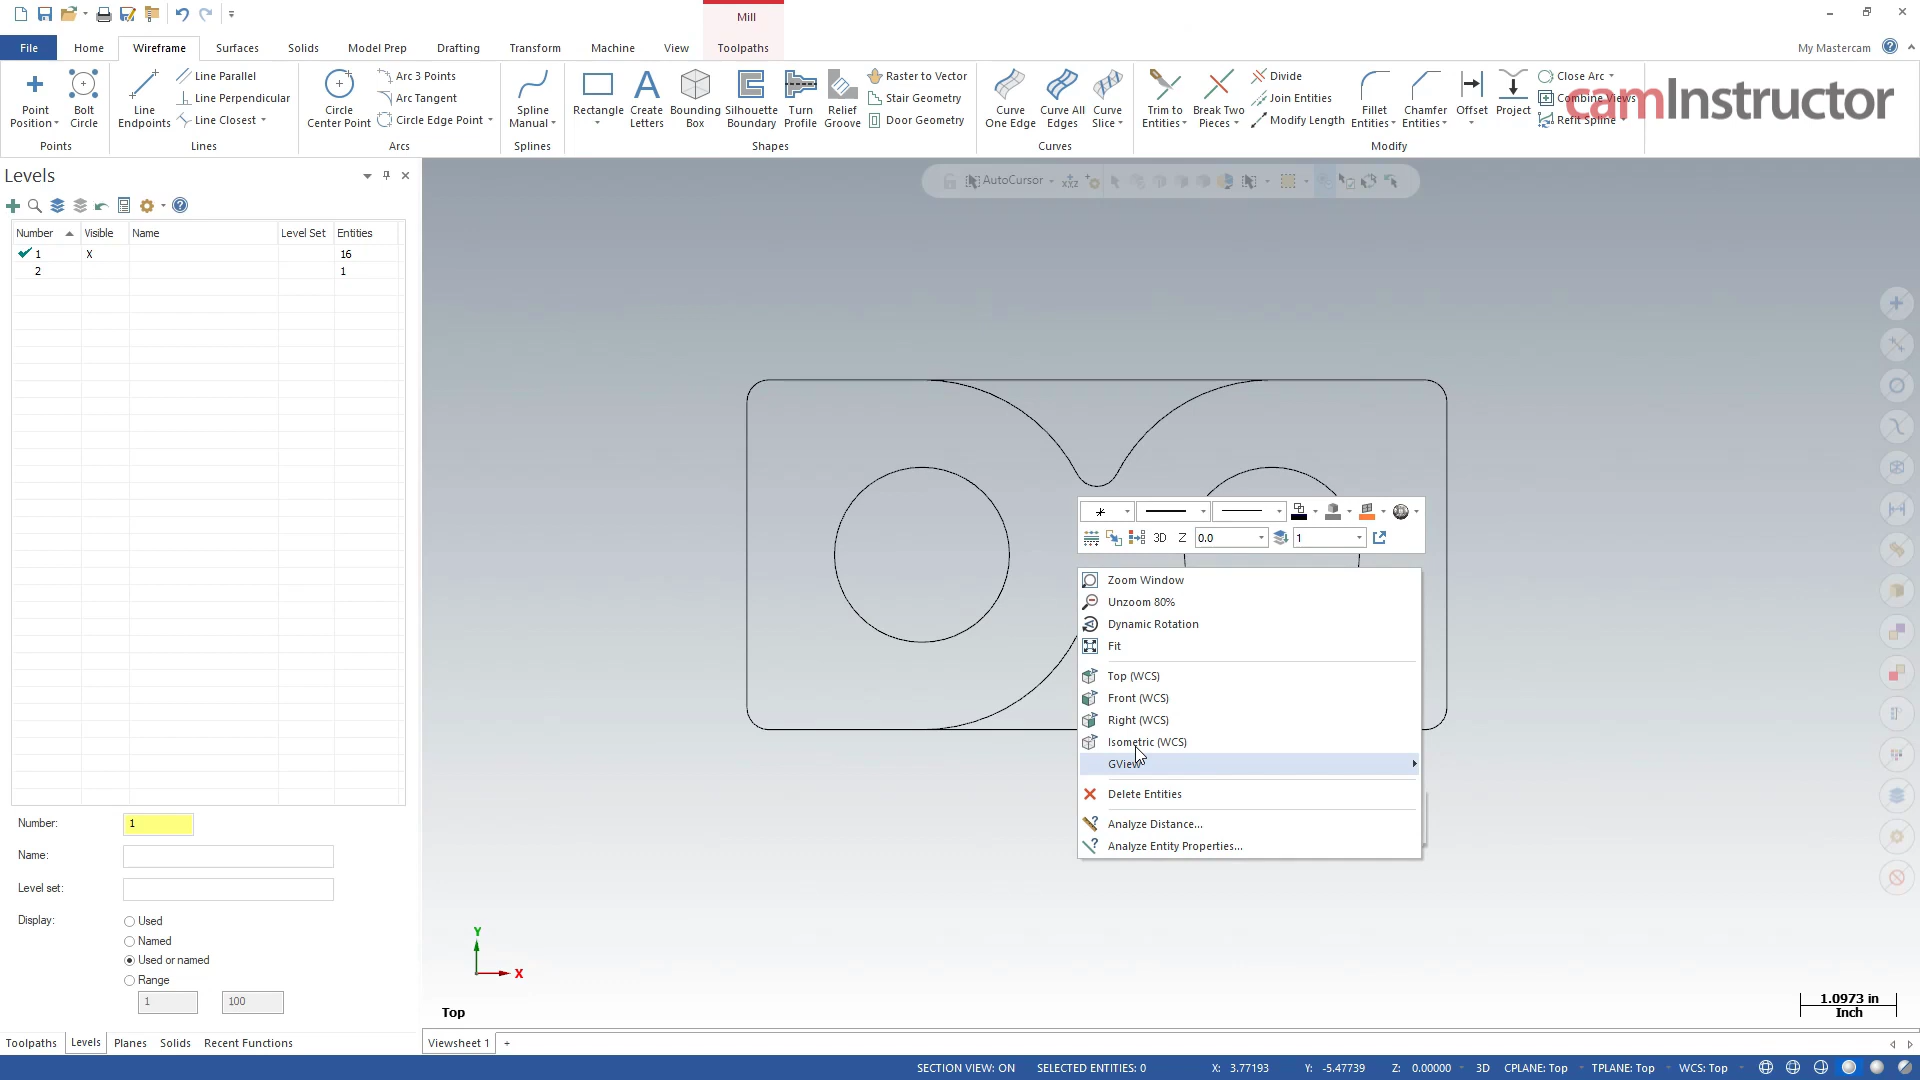 Mill
File Home Wireframe Surfaces Solids Model Prep Drafting Transform Machine View Toolpaths My Mastercam
Point Position
Bolt Circle
Points
Line Endpoints
Line Parallel
Line Perpendicular
Line Closest
Lines
Circle Center Point
Arc 3 Points
Arc Tangent
Circle Edge Point
Arcs
Spline Manual
Splines
Rectangle
Create Letters
Bounding Box
Silhouette Boundary
Turn Profile
Relief Groove
Raster to Vector
Stair Geometry
Door Geometry
Shapes
Curve One Edge
Curve All Edges
Curve Slice
Curves
Trim to Entities
Break Two Pieces
Divide
Join Entities
Modify Length
Fillet Entities
Chamfer Entities
Offset
Project
Close Arc
Combine Views
Refit Spline
Modify
camInstructor
Levels
AutoCursor
Number Visible Name Level Set Entities
1 X 16
2 1
Number: 1
Name:
Level set:
Display:
Used
Named
Used or named
Range
1 100
3D Z 0.0 1
Zoom Window
Unzoom 80%
Dynamic Rotation
Fit
Top (WCS)
Front (WCS)
Right (WCS)
Isometric (WCS)
GView
Delete Entities
Analyze Distance...
Analyze Entity Properties...
Y
X
Top
1.0973 in
Inch
Toolpaths Levels Planes Solids Recent Functions
Viewsheet 1 +
SECTION VIEW: ON SELECTED ENTITIES: 0 X: 3.77193 Y: -5.47739 Z: 0.00000 3D CPLANE: Top TPLANE: Top WCS: Top